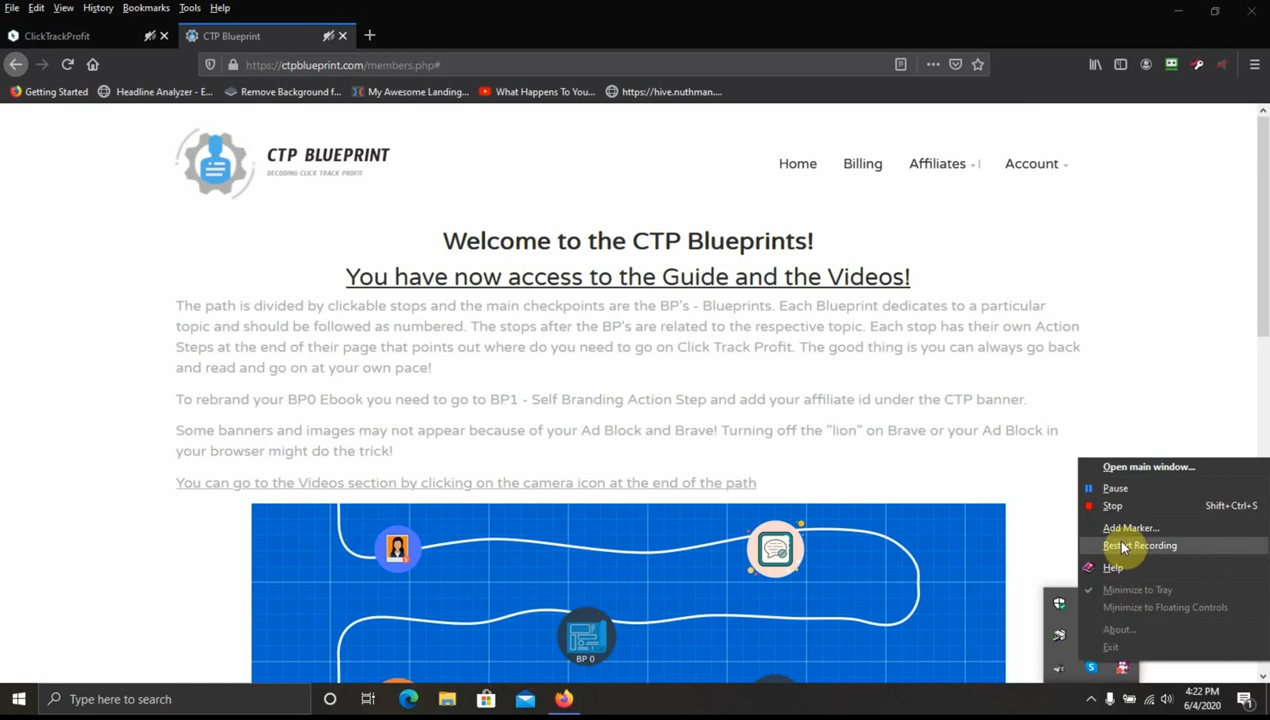 File Edit View History Bookmarks Tools Help
ClickTrackProfit
CTP Blueprint
https://ctpblueprint.com/members.php#
Getting Started
Headline Analyzer - E...
Remove Background f...
My Awesome Landing...
What Happens To You...
https://hive.nuthman....
CTP BLUEPRINT
DECODING CLICK TRACK PROFIT
Home Billing Affiliates Account
Welcome to the CTP Blueprints!
You have now access to the Guide and the Videos!
The path is divided by clickable stops and the main checkpoints are the BP's - Blueprints. Each Blueprint dedicates to a particular
topic and should be followed as numbered. The stops after the BP's are related to the respective topic. Each stop has their own Action
Steps at the end of their page that points out where do you need to go on Click Track Profit. The good thing is you can always go back
and read and go on at your own pace!
To rebrand your BP0 Ebook you need to go to BP1 - Self Branding Action Step and add your affiliate id under the CTP banner.
Some banners and images may not appear because of your Ad Block and Brave! Turning off the "lion" on Brave or your Ad Block in
your browser might do the trick!
You can go to the Videos section by clicking on the camera icon at the end of the path
BP 0
Open main window...
Pause
Stop Shift+Ctrl+S
Add Marker...
Restart Recording
Help
Minimize to Tray
Minimize to Floating Controls
About...
Exit
Type here to search
4:22 PM
6/4/2020